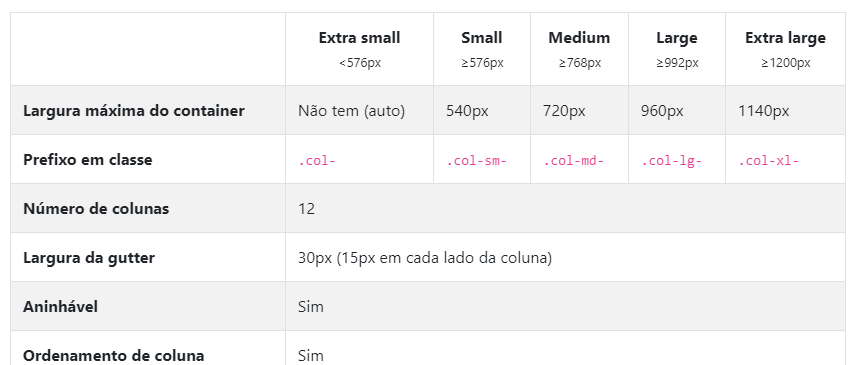 Extra small Small Medium Large Extra large
<576px ≥576px ≥768px ≥992px ≥1200px
Largura máxima do container Não tem (auto) 540px 720px 960px 1140px
Prefixo em classe .col- .col-sm- .col-md- .col-lg- .col-xl-
Número de colunas 12
Largura da gutter 30px (15px em cada lado da coluna)
Aninhável Sim
Ordenamento de coluna Sim